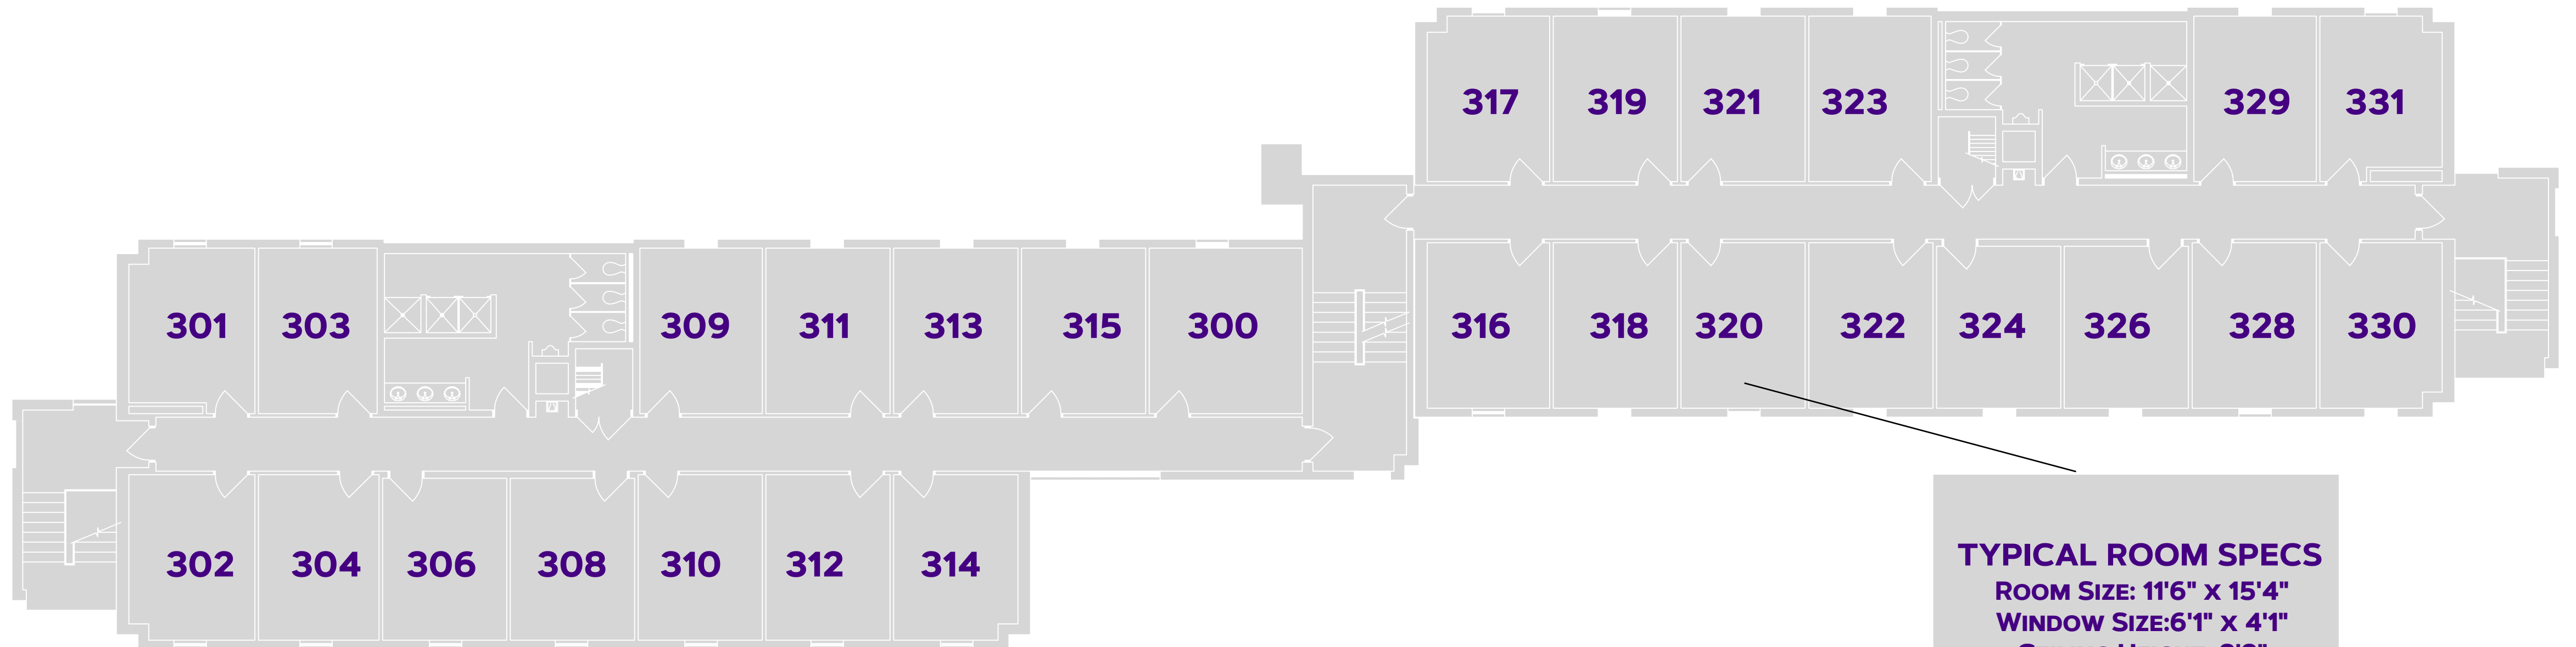 317 319 321 323 329 331
301 303 309 311 313 315 300 316 318 320 322 324 326 328 330
302 304 306 308 310 312 314
TYPICAL ROOM SPECS
ROOM SIZE: 11'6" X 15'4"
WINDOW SIZE:6'1" X 4'1"